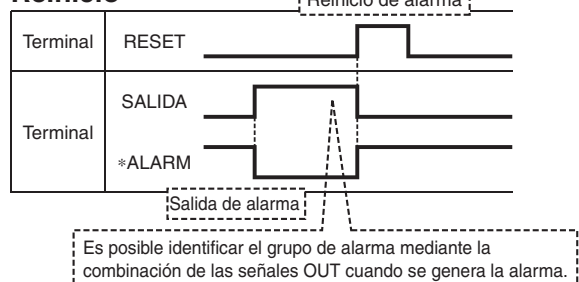 Reinicio
Reinicio de alarma
Terminal RESET
SALIDA
Terminal
*ALARM
Salida de alarma
Es posible identificar el grupo de alarma mediante la
combinación de las señales OUT cuando se genera la alarma.